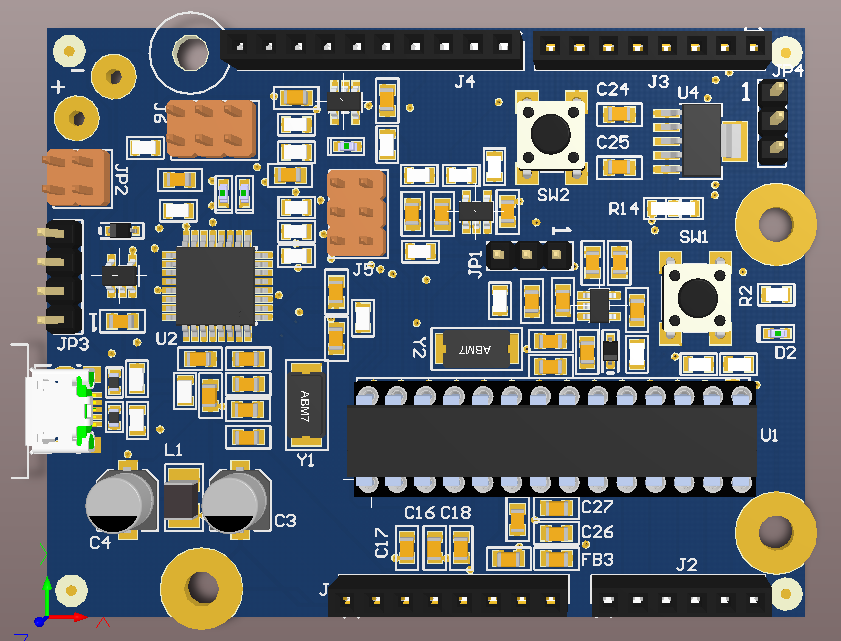 J4
J3
JP4
1
U4
C24
C25
J6
JP2
SW2
R14
SW1
1
JP1
J5
R2
D2
U2
1
JP3
Y2
ABM7
ABM7
Y1
U1
L1
C3
C4
C16 C18
C17
C27
C26
FB3
J2
J
X
Y
Z
+
-